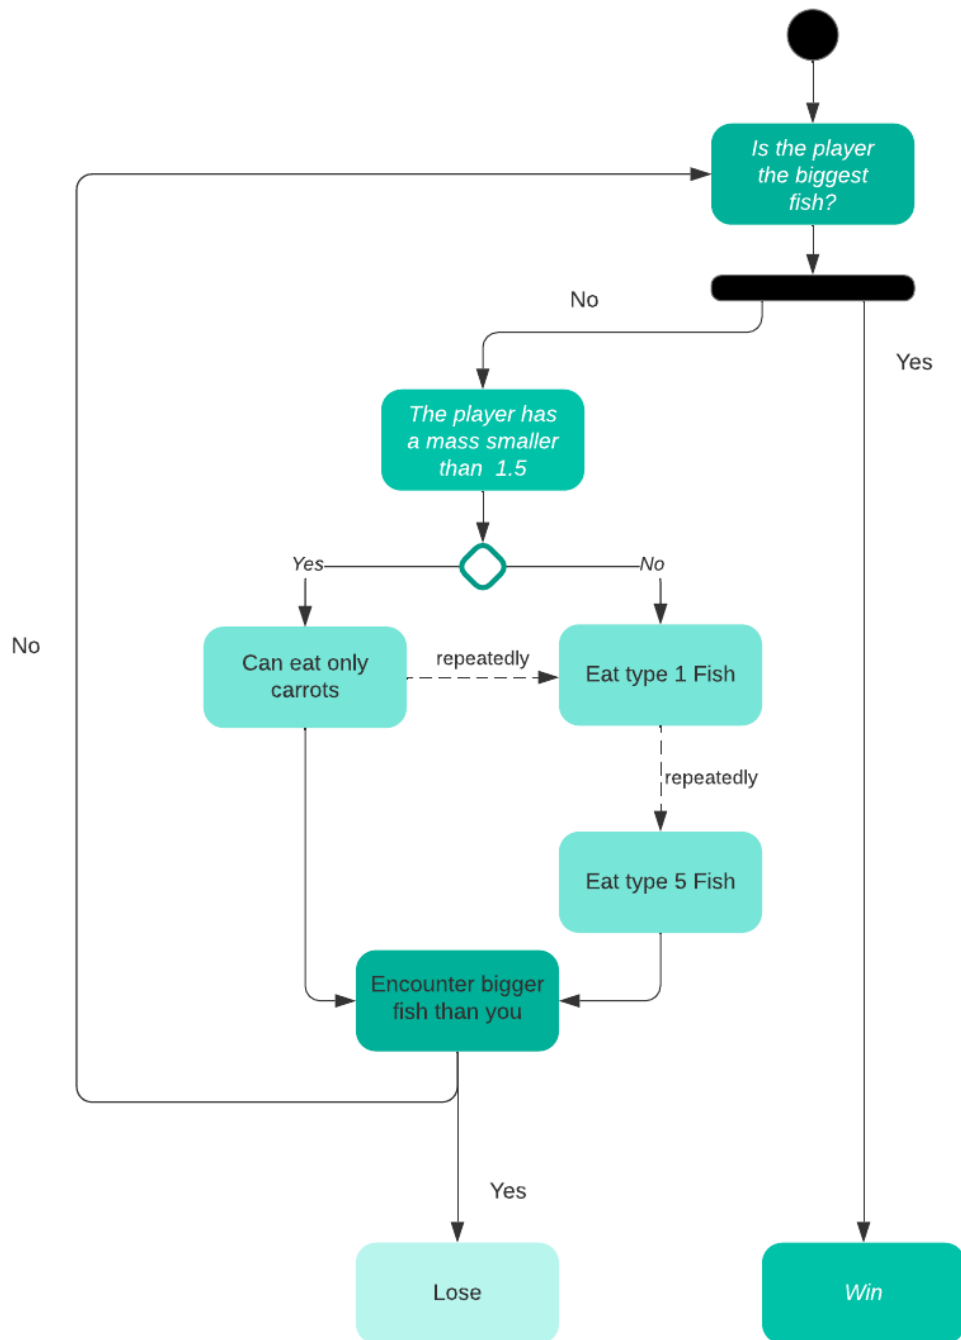 Is the player
the biggest
fish?
No
Yes
The player has
a mass smaller
than 1.5
Yes
No
No
Can eat only
carrots
repeatedly
Eat type 1 Fish
repeatedly
Eat type 5 Fish
Encounter bigger
fish than you
Yes
Lose
Win